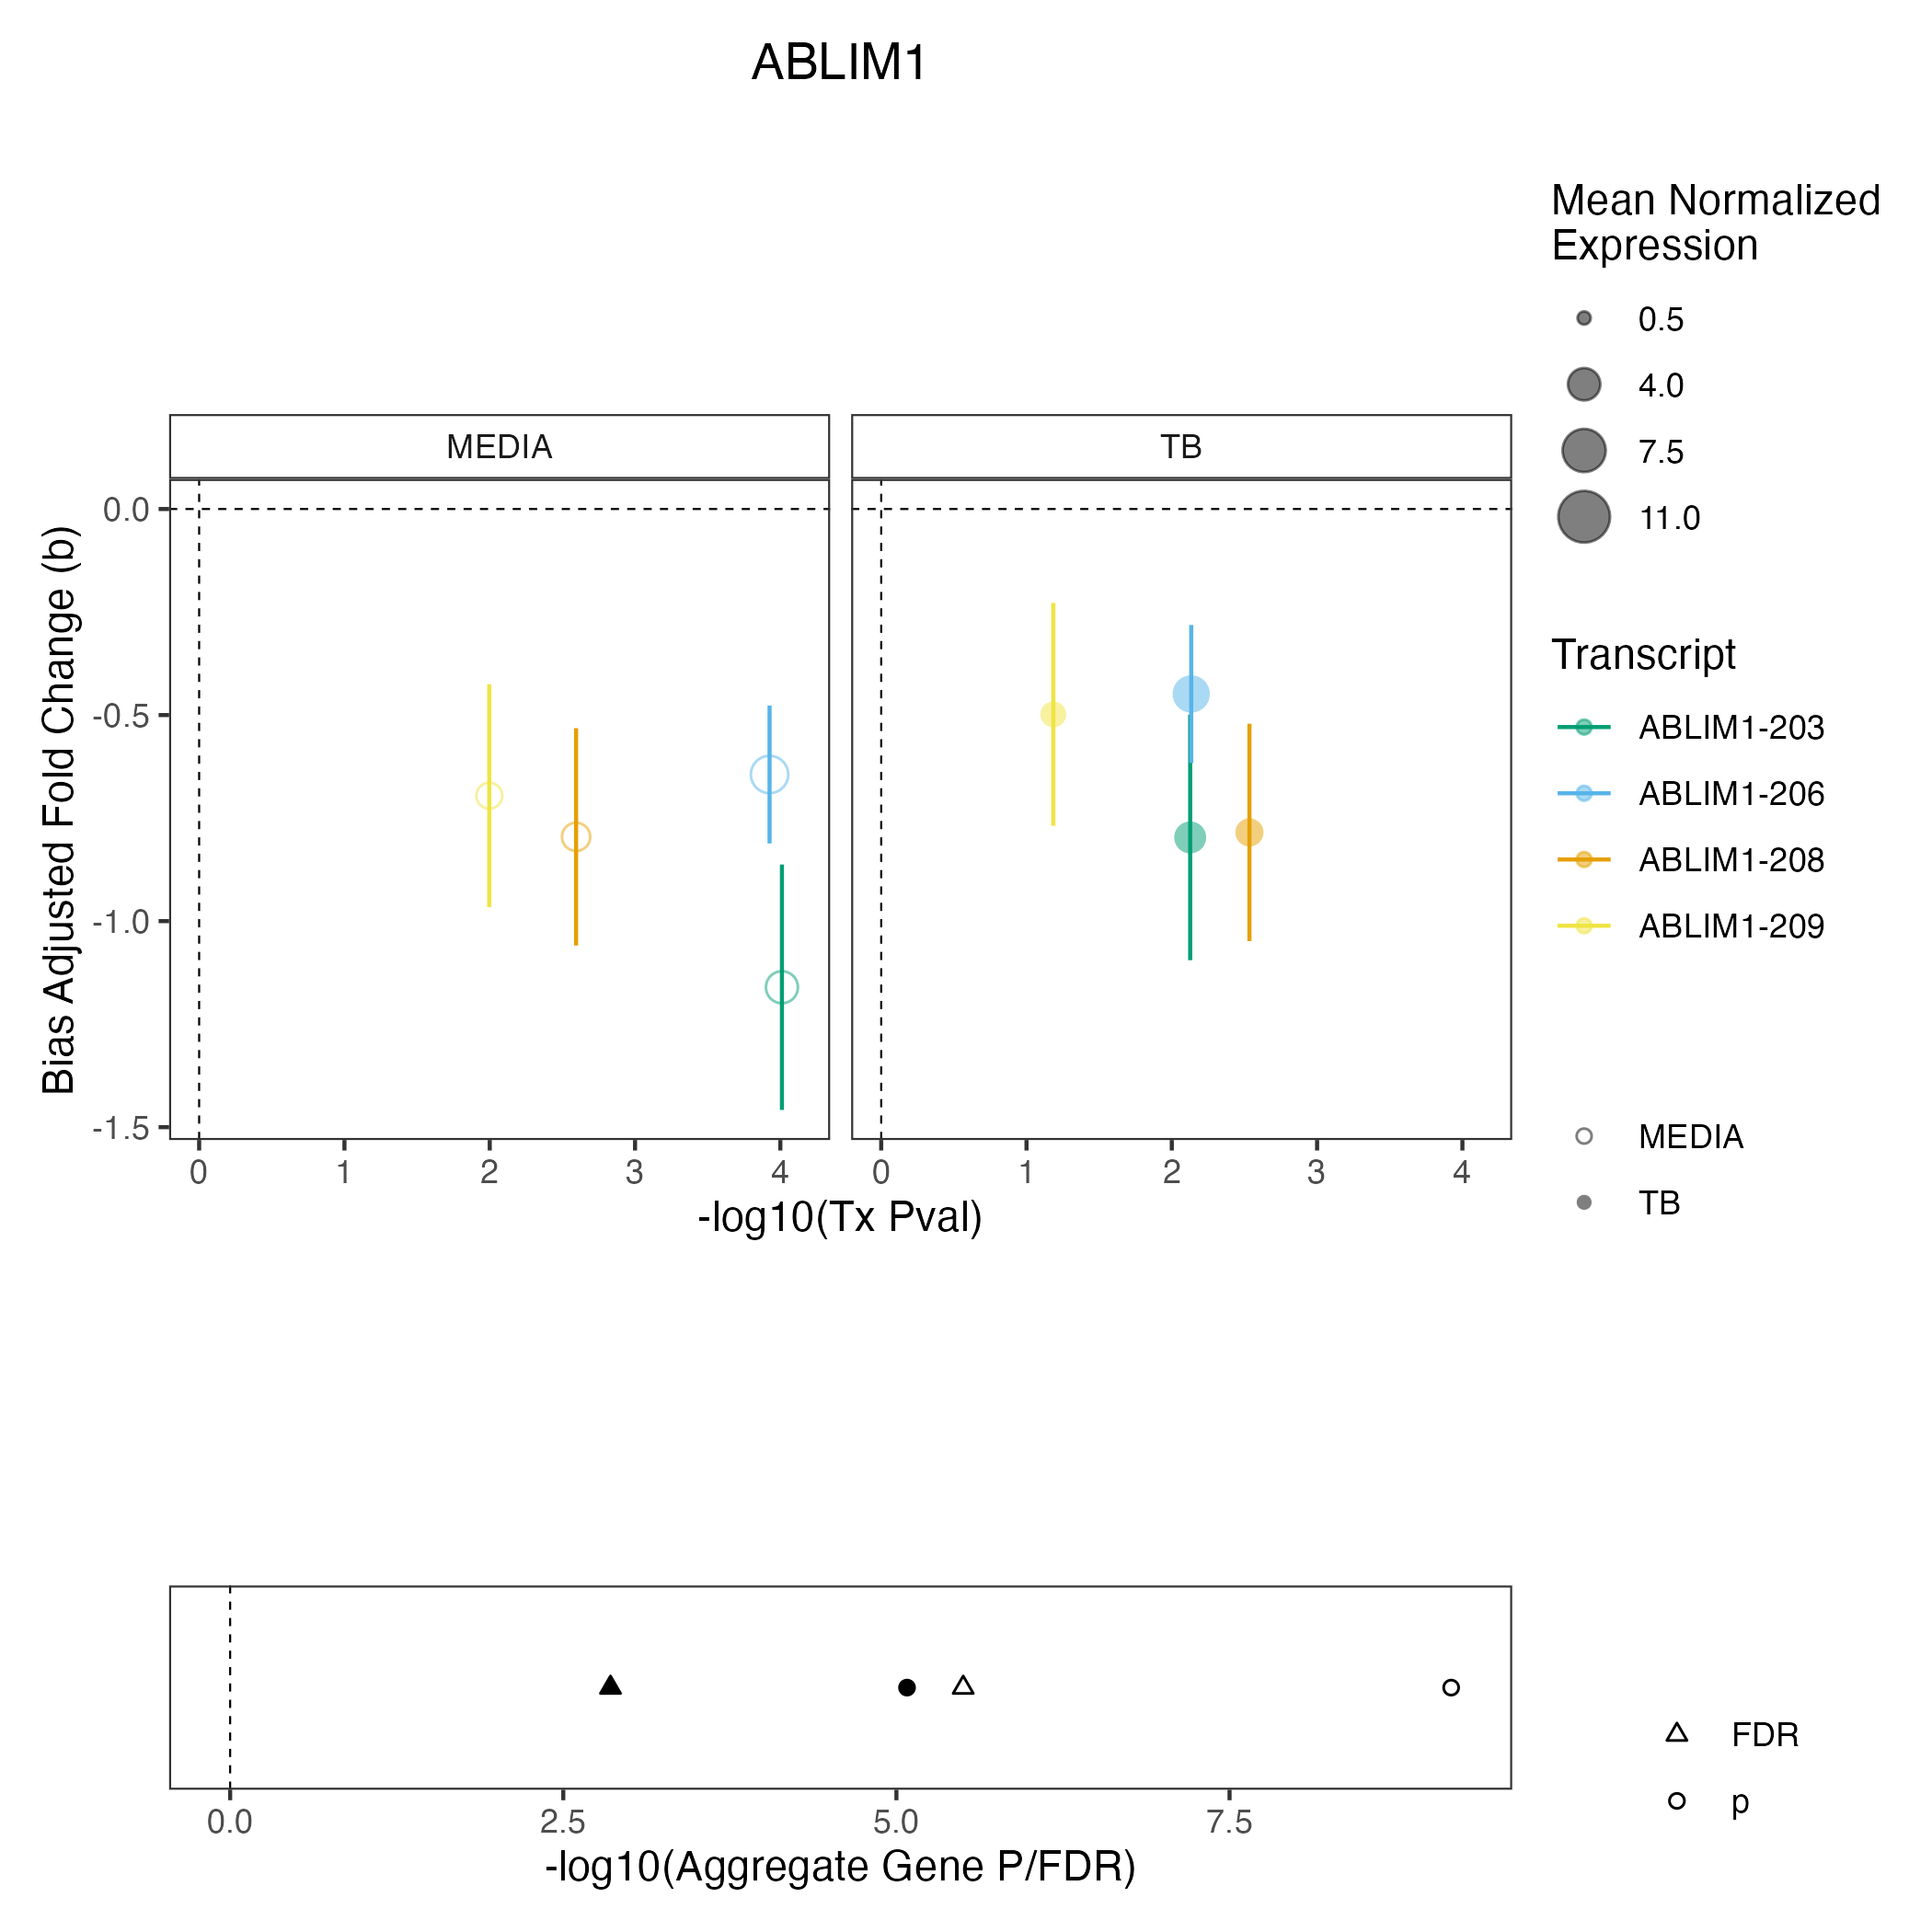 ABLIM1
MEDIA
TB
0.0
-0.5
-1.0
-1.5
Bias Adjusted Fold Change (b)
0
1
2
3
4
0
1
2
3
4
-log10(Tx Pval)
Mean Normalized
Expression
0.5
4.0
7.5
11.0
Transcript
ABLIM1-203
ABLIM1-206
ABLIM1-208
ABLIM1-209
MEDIA
TB
0.0
2.5
5.0
7.5
-log10(Aggregate Gene P/FDR)
FDR
p